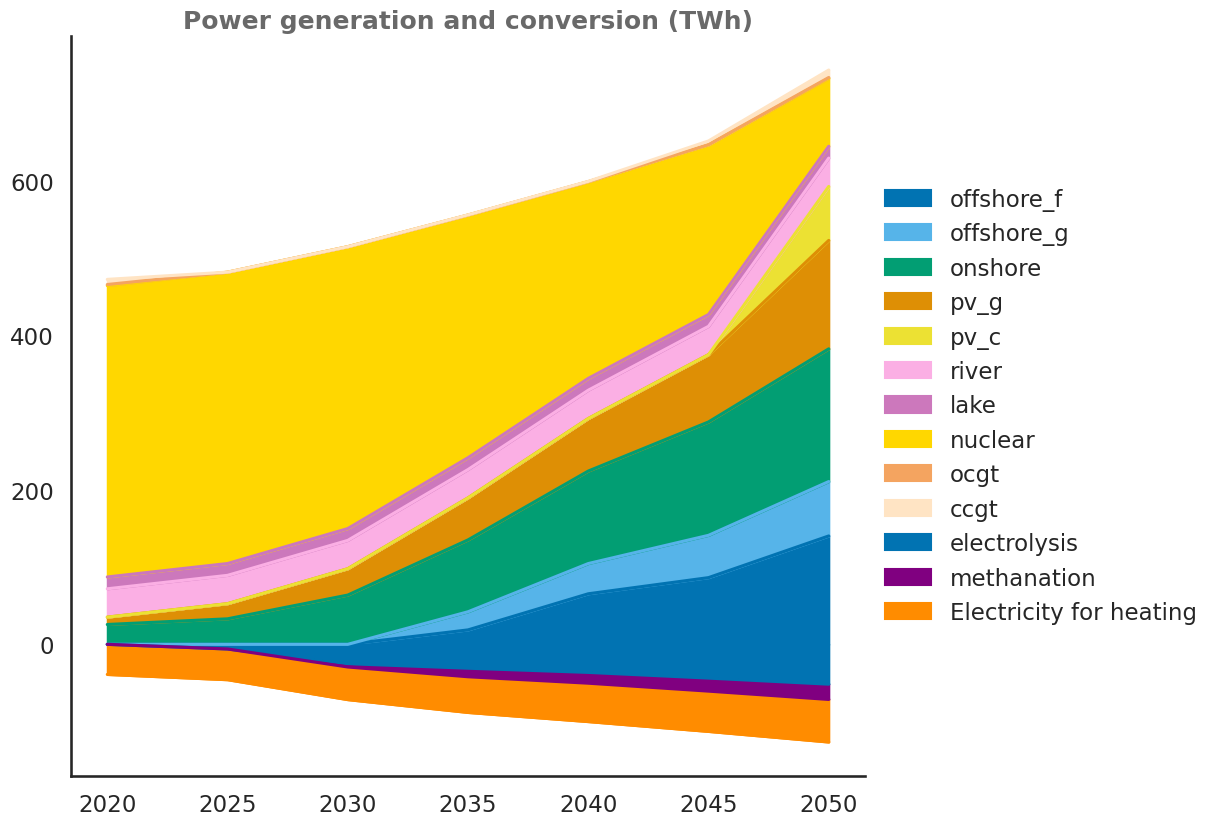 Power generation and conversion (TWh)
600
400
200
0
2020 2025 2030 2035 2040 2045 2050
offshore_f
offshore_g
onshore
pv_g
pv_c
river
lake
nuclear
ocgt
ccgt
electrolysis
methanation
Electricity for heating